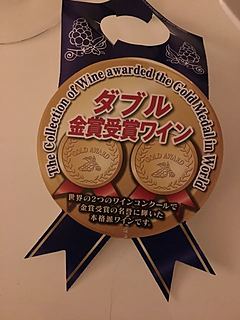 The Collection of Wine awarded the Gold Medal in World
ダブル
金賞受賞ワイン
GOLD AWARD
GOLD AWARD
世界の2つのワインコンクールで
金賞受賞の名誉に輝いた
本格派ワインです。